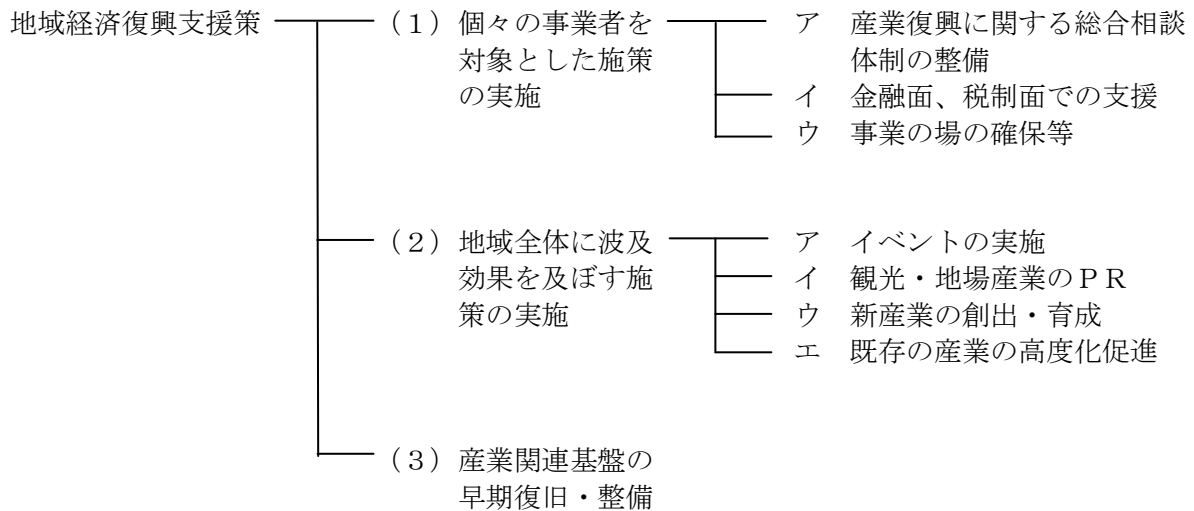 地域経済復興支援策
(1)個々の事業者を
対象とした施策
の実施
ア 産業復興に関する総合相談
体制の整備
イ 金融面、税制面での支援
ウ 事業の場の確保等
(2)地域全体に波及
効果を及ぼす施
策の実施
ア イベントの実施
イ 観光・地場産業のPR
ウ 新産業の創出・育成
エ 既存の産業の高度化促進
(3)産業関連基盤の
早期復旧・整備